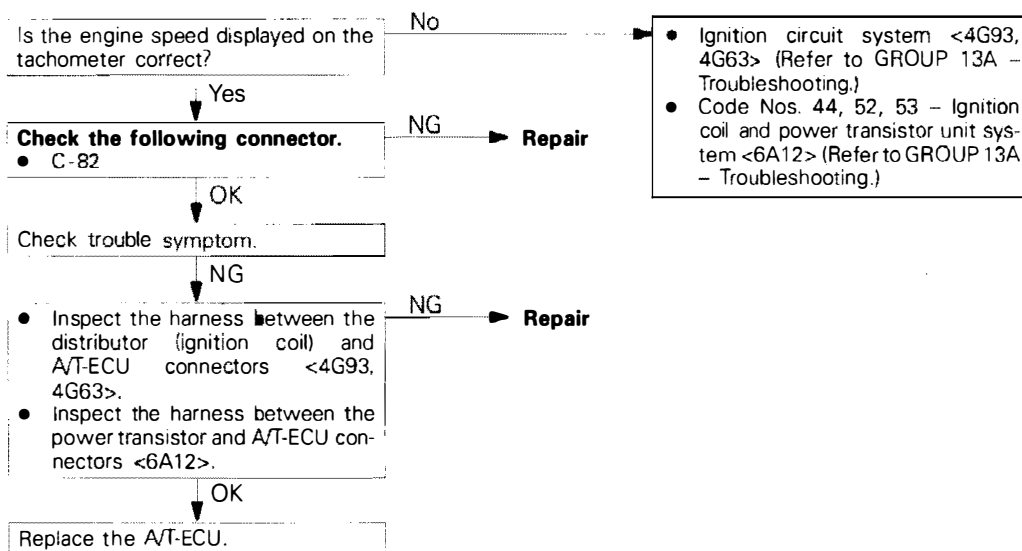 Is the engine speed displayed on the
tachometer correct?
No
● Ignition circuit system <4G93,
4G63> (Refer to GROUP 13A –
Troubleshooting.)
● Code Nos. 44, 52, 53 – Ignition
coil and power transistor unit sys-
tem <6A12> (Refer to GROUP 13A
– Troubleshooting.)
Yes
Check the following connector.
● C-82
NG
Repair
OK
Check trouble symptom.
NG
● Inspect the harness between the
distributor (ignition coil) and
A/T-ECU connectors <4G93,
4G63>.
● Inspect the harness between the
power transistor and A/T-ECU con-
nectors <6A12>.
NG
Repair
OK
Replace the A/T-ECU.